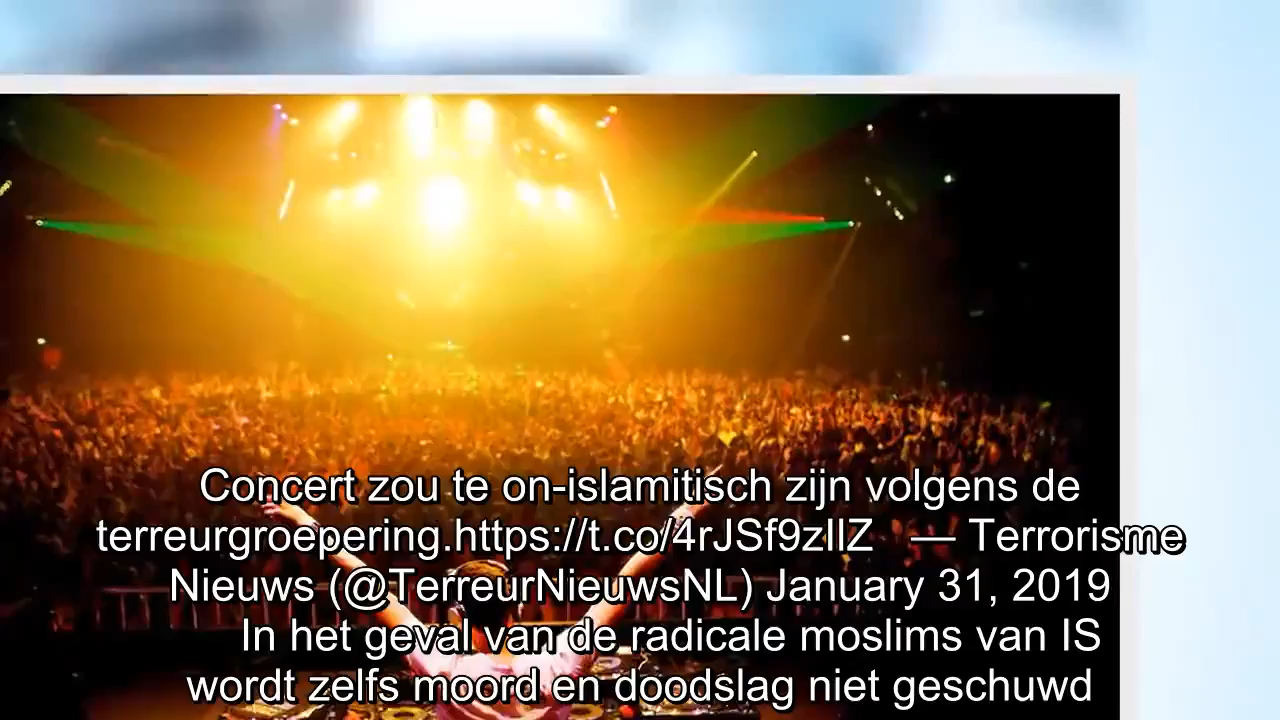 Concert zou te on-islamitisch zijn volgens de
terreurgroepering.https://t.co/4rJSf9zIIZ — Terrorisme
Nieuws (@TerreurNieuwsNL) January 31, 2019
In het geval van de radicale moslims van IS
wordt zelfs moord en doodslag niet geschuwd